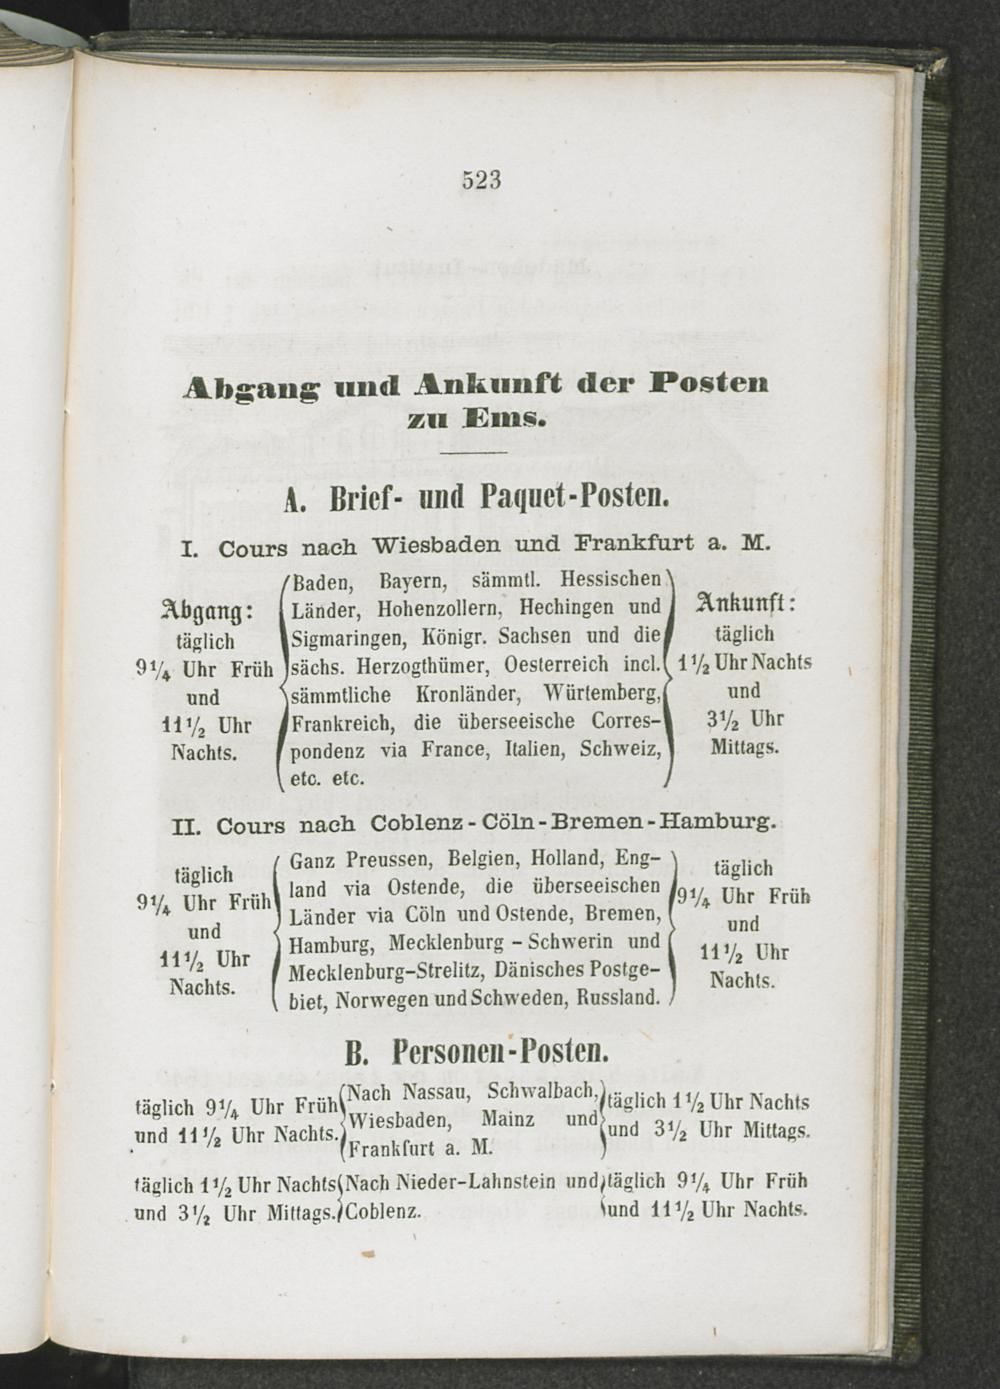 523
Abgang und Ankunft der Posten
zu Ems.
A. Brief- und Paquet-Posten.
I. Cours nach Wiesbaden und Frankfurt a. M.
Abgang:
täglich
9¼ Uhr Früh
und
11½ Uhr
Nachts.
Baden, Bayern, sämmtl. Hessischen
Länder, Hohenzollern, Hechingen und
Sigmaringen, Königr. Sachsen und die
sächs. Herzogthümer, Oesterreich incl.
sämmtliche Kronländer, Würtemberg,
Frankreich, die überseeische Corres-
pondenz via France, Italien, Schweiz,
etc. etc.
Ankunft:
täglich
1½ Uhr Nachts
und
3½ Uhr
Mittags.
II. Cours nach Coblenz-Cöln-Bremen-Hamburg.
täglich
9¼ Uhr Früh
und
11½ Uhr
Nachts.
Ganz Preussen, Belgien, Holland, Eng-
land via Ostende, die überseeischen
Länder via Cöln und Ostende, Bremen,
Hamburg, Mecklenburg-Schwerin und
Mecklenburg-Strelitz, Dänisches Postge-
biet, Norwegen und Schweden, Russland.
täglich
9¼ Uhr Früh
und
11½ Uhr
Nachts.
B. Personen-Posten.
täglich 9¼ Uhr Früh
und 11½ Uhr Nachts.
Nach Nassau, Schwalbach,
Wiesbaden, Mainz und
Frankfurt a. M.
täglich 1½ Uhr Nachts
und 3½ Uhr Mittags.
täglich 1½ Uhr Nachts
und 3½ Uhr Mittags.
Nach Nieder-Lahnstein und
Coblenz.
täglich 9¼ Uhr Früh
und 11½ Uhr Nachts.